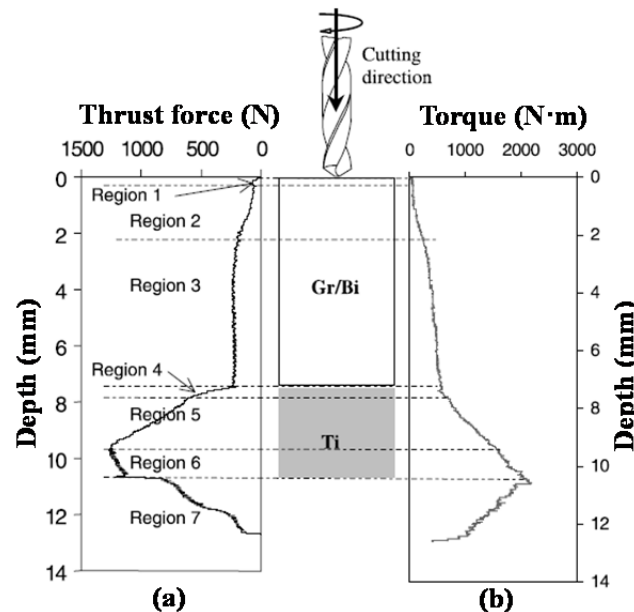 Cutting
direction
Thrust force (N)
Torque (N·m)
1500 1000 500 0
0 1000 2000 3000
0
2
4
6
8
10
12
14
Depth (mm)
Region 1
Region 2
Region 3
Region 4
Region 5
Region 6
Region 7
Gr/Bi
Ti
0
2
4
6
8
10
12
14
Depth (mm)
(a)
(b)